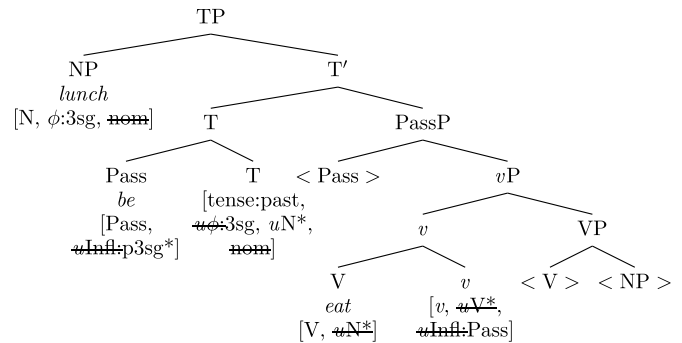 TP
NP T′
lunch
[N, ϕ:3sg, nom]
T PassP
Pass T < Pass > vP
be [tense:past,
[Pass, uϕ:3sg, uN*,
uInfl:p3sg*] nom]
v VP
V v < V > < NP >
eat [v, uV*,
[V, uN*] uInfl:Pass]